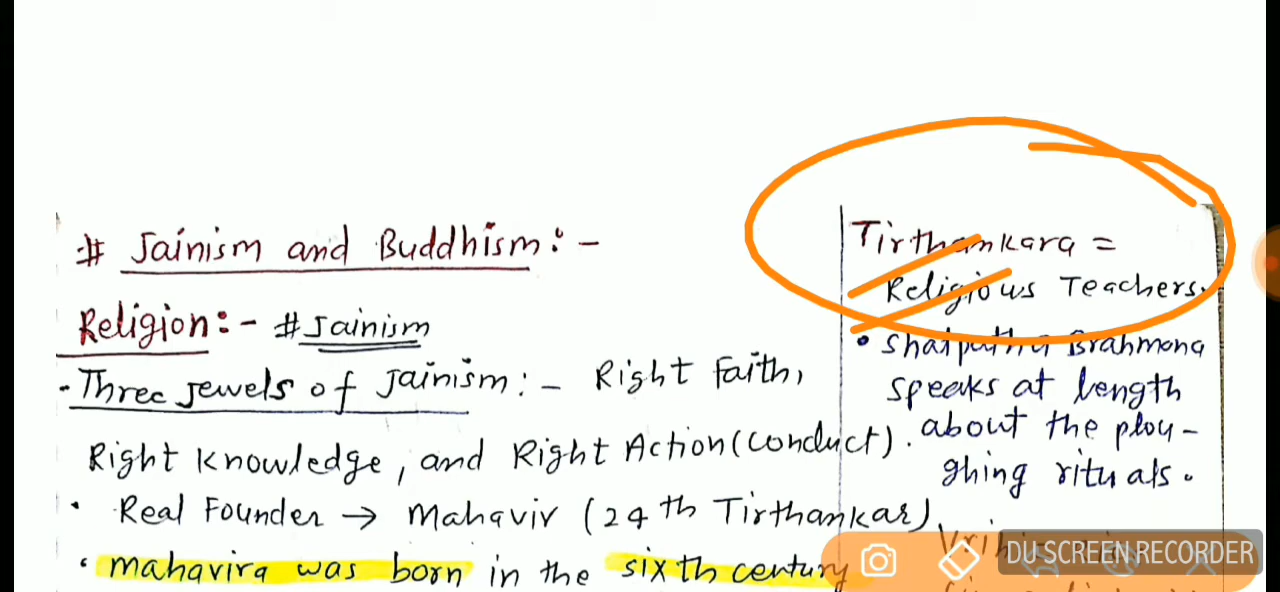 # Jainism and Buddhism:-
Religion:- #Jainism
- Three jewels of Jainism:- Right Faith,
Right Knowledge, and Right Action (Conduct).
• Real Founder → Mahavir (24th Tirthankar)
• Mahavira was born in the sixth century
Tirthankara =
Religious Teachers.
• Shatpatha Brahmona
speaks at length
about the plou-
ghing rituals.
DU SCREEN RECORDER